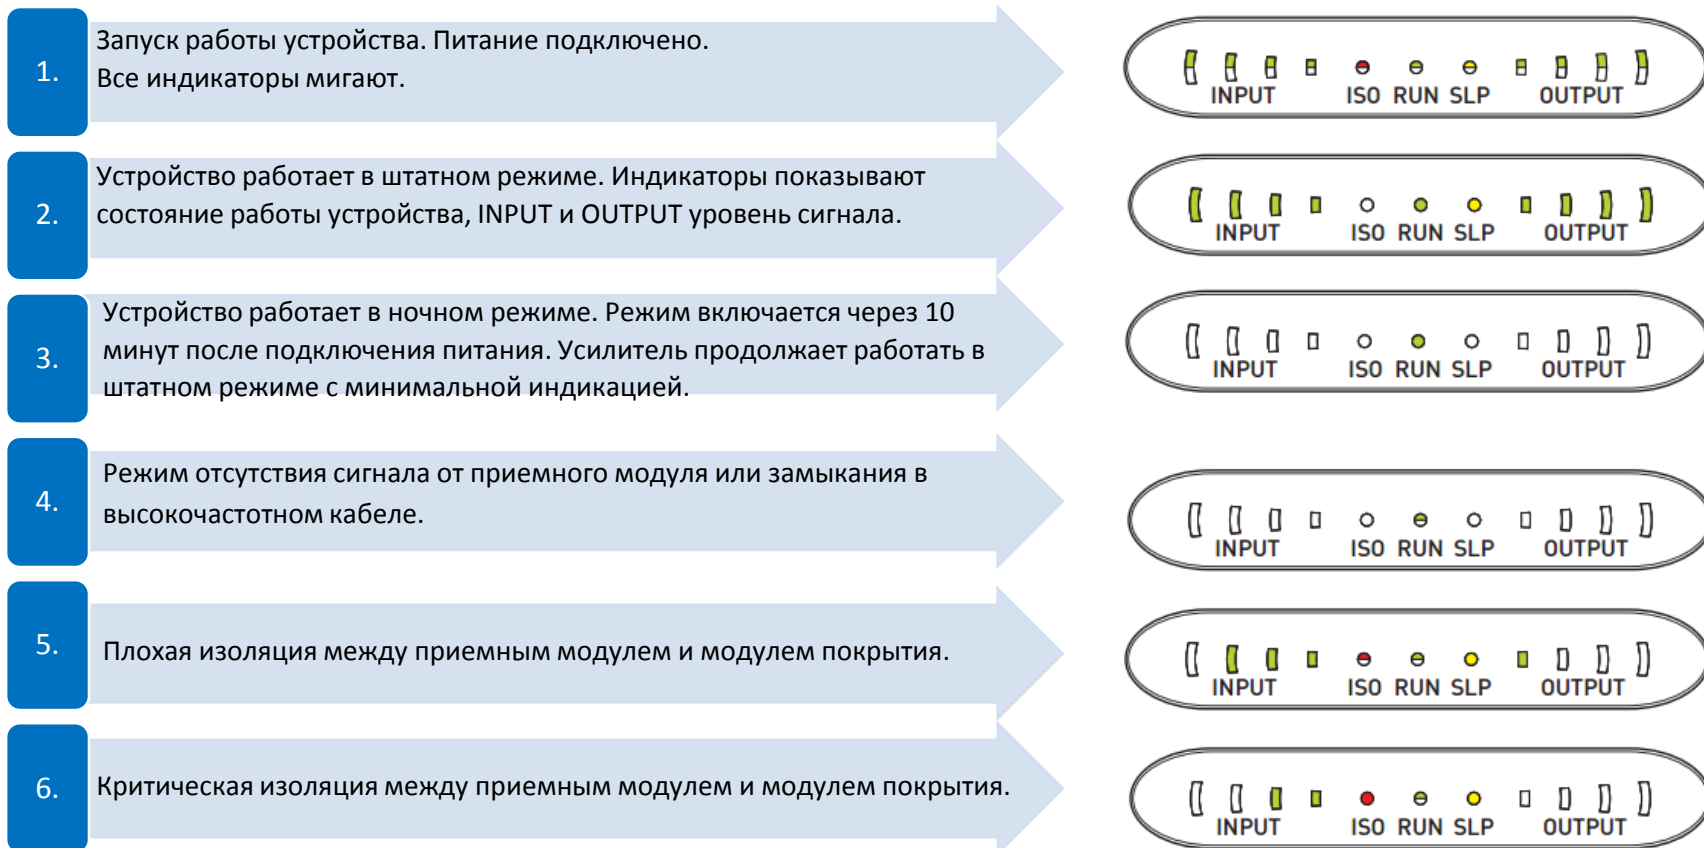 1.
Запуск работы устройства. Питание подключено.
Все индикаторы мигают.
INPUT ISO RUN SLP OUTPUT
2.
Устройство работает в штатном режиме. Индикаторы показывают
состояние работы устройства, INPUT и OUTPUT уровень сигнала.
INPUT ISO RUN SLP OUTPUT
3.
Устройство работает в ночном режиме. Режим включается через 10
минут после подключения питания. Усилитель продолжает работать в
штатном режиме с минимальной индикацией.
INPUT ISO RUN SLP OUTPUT
4.
Режим отсутствия сигнала от приемного модуля или замыкания в
высокочастотном кабеле.
INPUT ISO RUN SLP OUTPUT
5.
Плохая изоляция между приемным модулем и модулем покрытия.
INPUT ISO RUN SLP OUTPUT
6.
Критическая изоляция между приемным модулем и модулем покрытия.
INPUT ISO RUN SLP OUTPUT